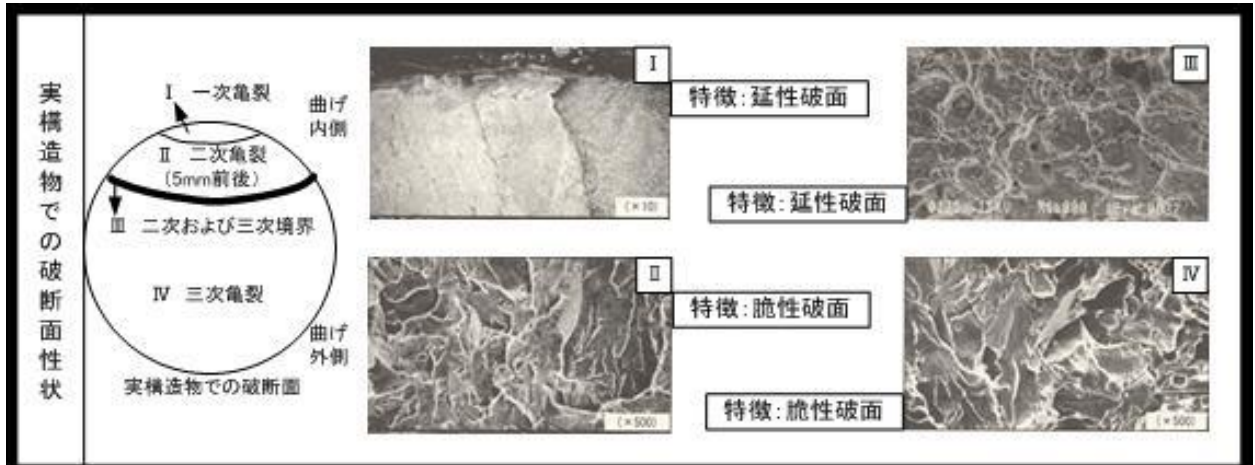 実構造物での破断面性状
Ⅰ 一次亀裂
曲げ
内側
Ⅱ 二次亀裂
(5mm前後)
Ⅲ 二次および三次境界
Ⅳ 三次亀裂
曲げ
外側
実構造物での破断面
Ⅰ
(×10)
特徴:延性破面
Ⅲ
特徴:延性破面
Ⅱ
(×500)
特徴:脆性破面
Ⅳ
(×500)
特徴:脆性破面